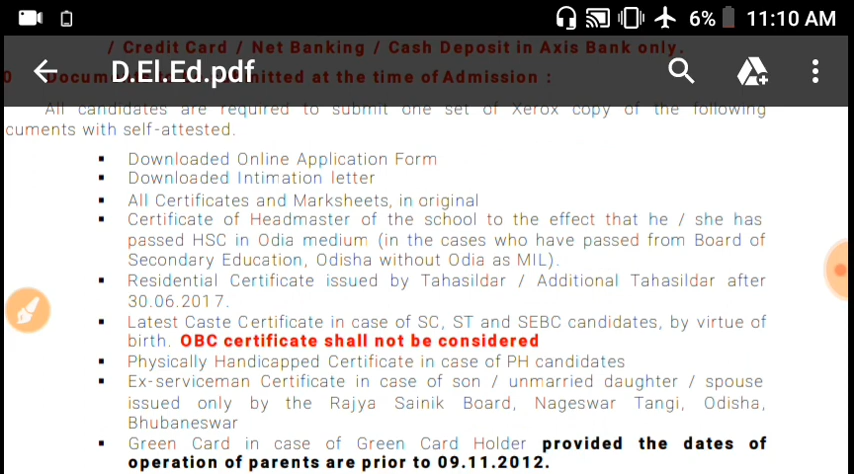 6% 11:10 AM
/ Credit Card / Net Banking / Cash Deposit in Axis Bank only.
D.El.Ed.pdf
at the time of Admission :
All candidates are required to submit one set of Xerox copy of the following
cuments with self-attested.
▪ Downloaded Online Application Form
▪ Downloaded Intimation letter
▪ All Certificates and Marksheets, in original
▪ Certificate of Headmaster of the school to the effect that he / she has
passed HSC in Odia medium (in the cases who have passed from Board of
Secondary Education, Odisha without Odia as MIL).
▪ Residential Certificate issued by Tahasildar / Additional Tahasildar after
30.06.2017.
▪ Latest Caste Certificate in case of SC, ST and SEBC candidates, by virtue of
birth. OBC certificate shall not be considered
▪ Physically Handicapped Certificate in case of PH candidates
▪ Ex-serviceman Certificate in case of son / unmarried daughter / spouse
issued only by the Rajya Sainik Board, Nageswar Tangi, Odisha,
Bhubaneswar
▪ Green Card in case of Green Card Holder provided the dates of
operation of parents are prior to 09.11.2012.